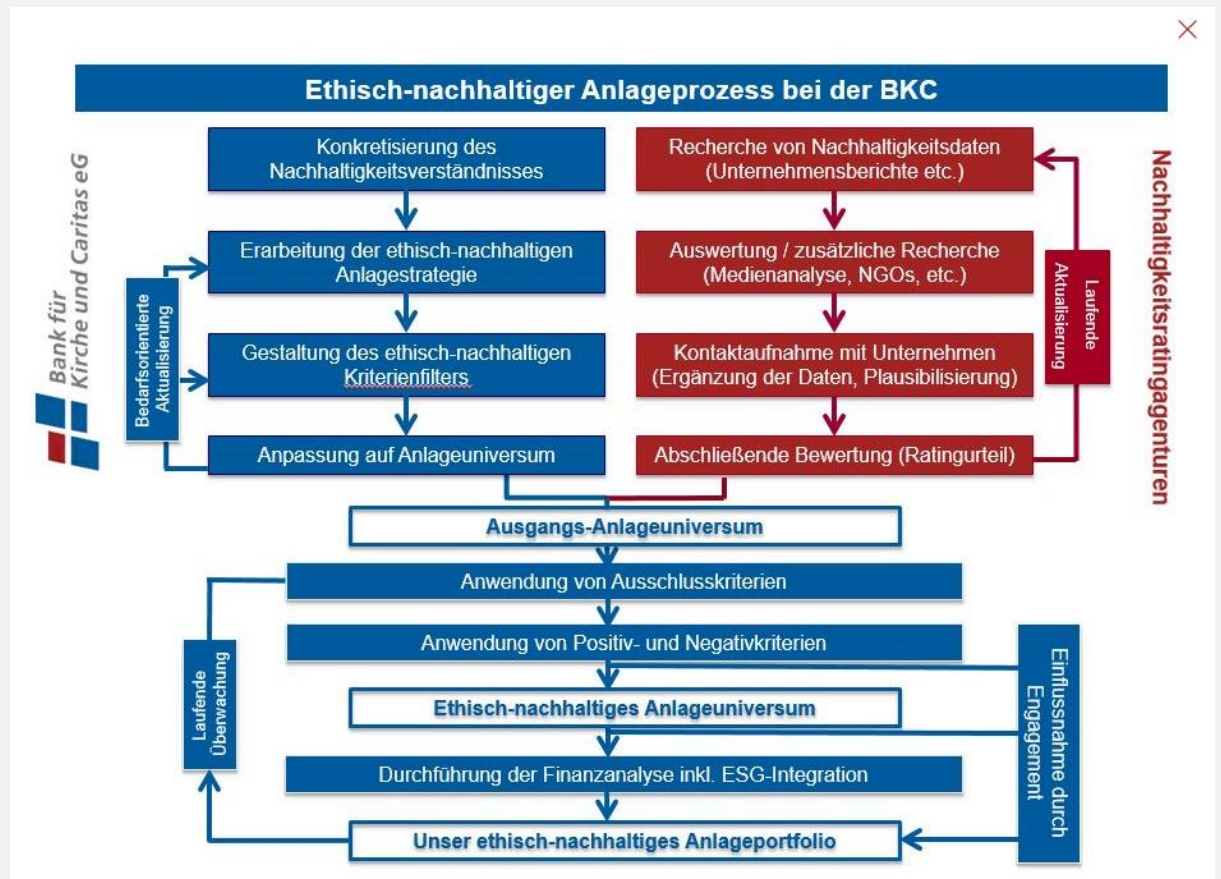 Ethisch-nachhaltiger Anlageprozess bei der BKC
Bank für
Kirche und Caritas eG
Konkretisierung des
Nachhaltigkeitsverständnisses
Erarbeitung der ethisch-nachhaltigen
Anlagestrategie
Gestaltung des ethisch-nachhaltigen
Kriterienfilters
Anpassung auf Anlageuniversum
Bedarfsorientierte
Aktualisierung
Recherche von Nachhaltigkeitsdaten
(Unternehmensberichte etc.)
Auswertung / zusätzliche Recherche
(Medienanalyse, NGOs, etc.)
Kontaktaufnahme mit Unternehmen
(Ergänzung der Daten, Plausibilisierung)
Abschließende Bewertung (Ratingurteil)
Laufende
Aktualisierung
Nachhaltigkeitsratingagenturen
Ausgangs-Anlageuniversum
Anwendung von Ausschlusskriterien
Anwendung von Positiv- und Negativkriterien
Ethisch-nachhaltiges Anlageuniversum
Durchführung der Finanzanalyse inkl. ESG-Integration
Unser ethisch-nachhaltiges Anlageportfolio
Laufende
Überwachung
Einflussnahme durch
Engagement